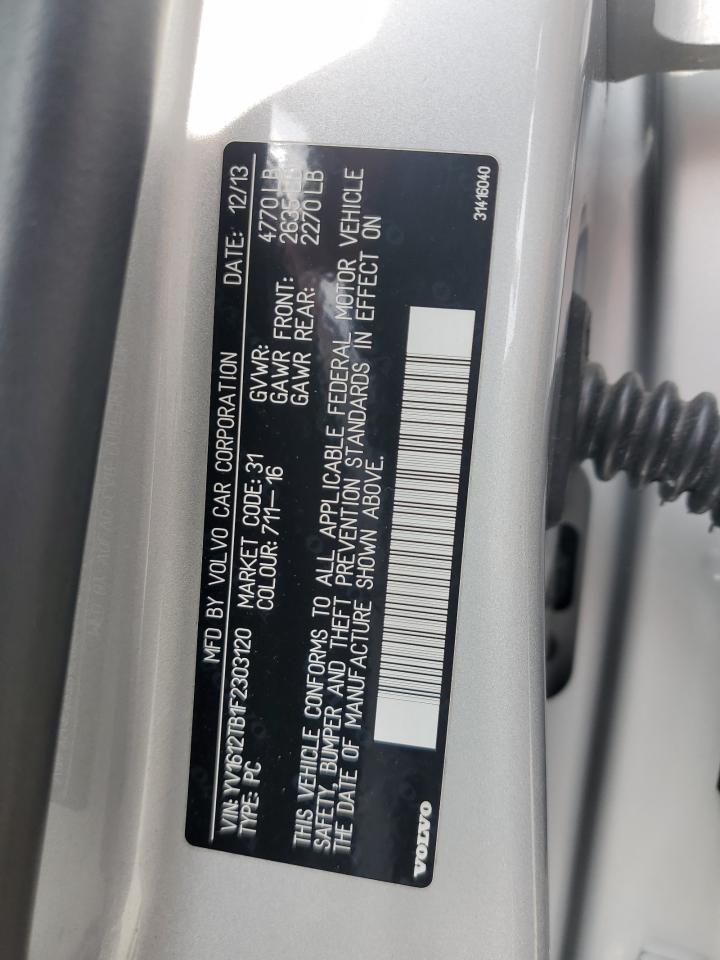 MFD BY VOLVO CAR CORPORATION DATE: 12/13
VIN: YV1612TB1F2303120 MARKET CODE: 31 GVWR: 4770 LB
TYPE: PC COLOUR: 711-16 GAWR FRONT: 2635 LB
GAWR REAR: 2270 LB
THIS VEHICLE CONFORMS TO ALL APPLICABLE FEDERAL MOTOR VEHICLE
SAFETY, BUMPER AND THEFT PREVENTION STANDARDS IN EFFECT ON
THE DATE OF MANUFACTURE SHOWN ABOVE.
VOLVO
31416040